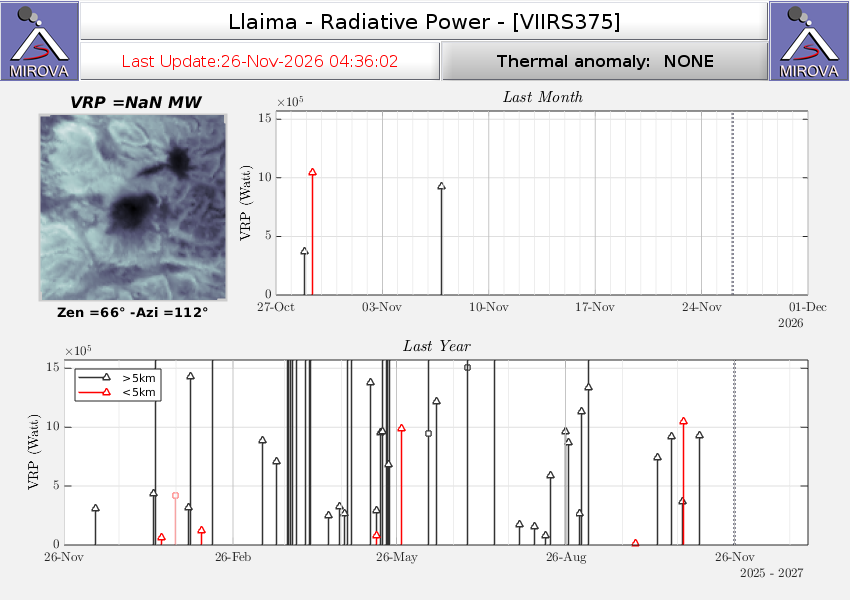 Llaima - Radiative Power - [VIIRS375]
MIROVA
Last Update:26-Nov-2026 04:36:02
Thermal anomaly: NONE
MIROVA
VRP =NaN MW
Zen =66° -Azi =112°
Last Month
×10⁵
VRP (Watt)
15
10
5
0
27-Oct 03-Nov 10-Nov 17-Nov 24-Nov 01-Dec
2026
Last Year
×10⁵
VRP (Watt)
15
10
5
0
>5km
<5km
26-Nov 26-Feb 26-May 26-Aug 26-Nov
2025 - 2027